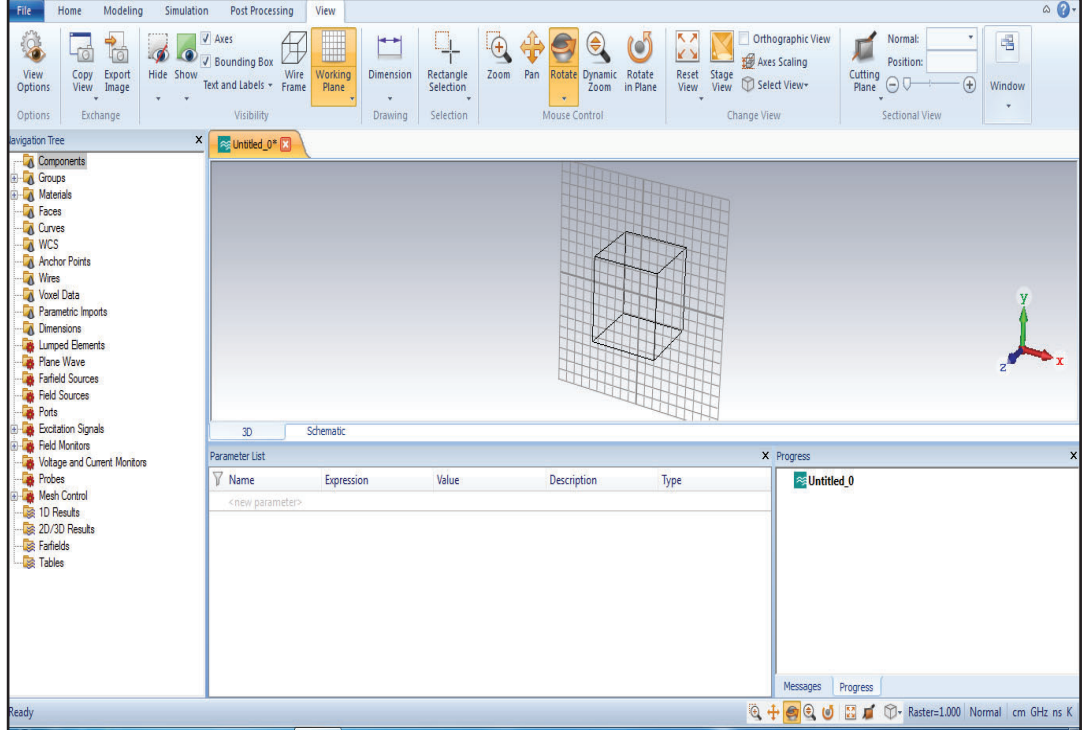 File Home Modeling Simulation Post Processing View
Axes
Bounding Box
Text and Labels
View Options
Copy View
Export Image
Hide
Show
Wire Frame
Working Plane
Dimension
Rectangle Selection
Zoom
Pan
Rotate
Dynamic Zoom
Rotate in Plane
Reset View
Stage View
Orthographic View
Axes Scaling
Select View
Cutting Plane
Normal:
Position:
Window
Options Exchange Visibility Drawing Selection Mouse Control Change View Sectional View
avigation Tree X
Untitled_0*
Components
Groups
Materials
Faces
Curves
WCS
Anchor Points
Wires
Voxel Data
Parametric Imports
Dimensions
Lumped Elements
Plane Wave
Farfield Sources
Field Sources
Ports
Excitation Signals
Field Monitors
Voltage and Current Monitors
Probes
Mesh Control
1D Results
2D/3D Results
Farfields
Tables
y
z
x
3D Schematic
Parameter List X
Name Expression Value Description Type
<new parameter>
Progress X
Untitled_0
Messages Progress
Ready
Raster=1.000 Normal cm GHz ns K